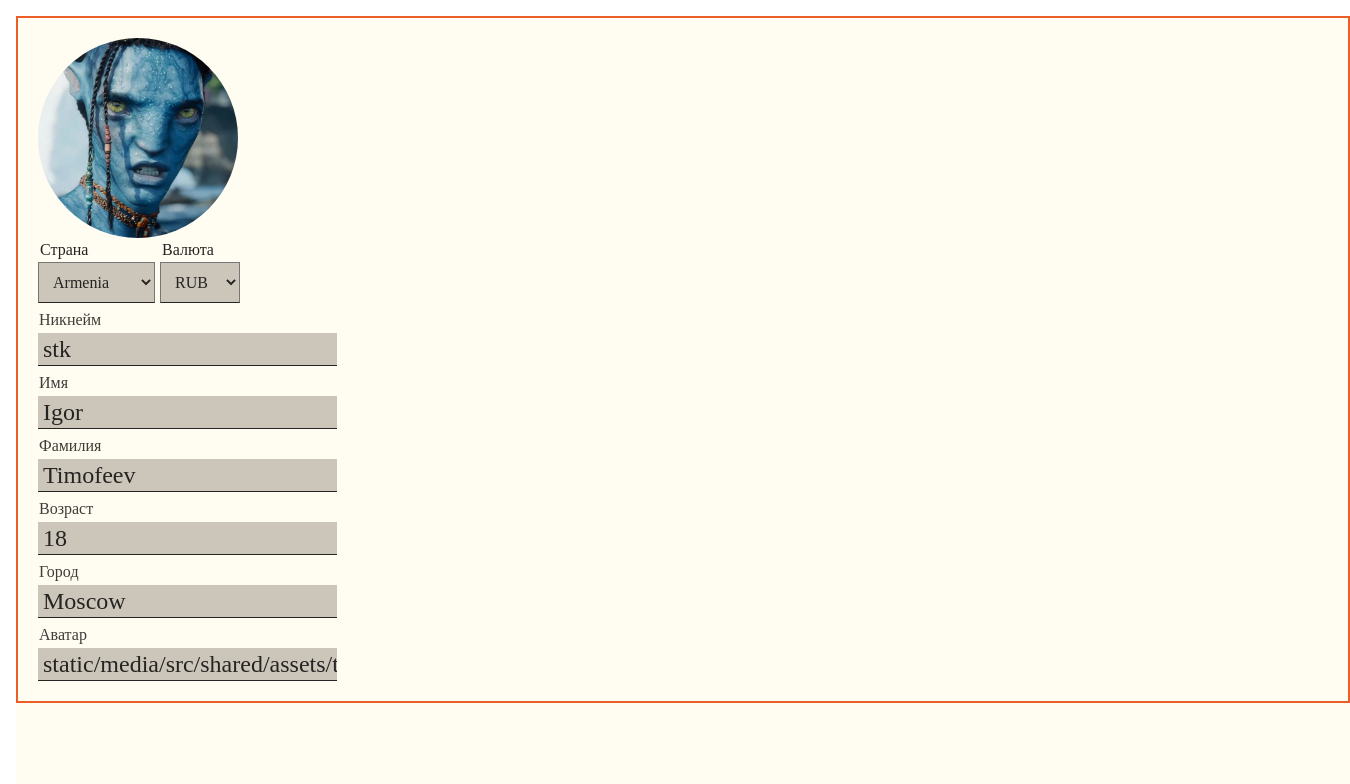 Страна Валюта
Armenia RUB
Никнейм
stk
Имя
Igor
Фамилия
Timofeev
Возраст
18
Город
Moscow
Аватар
static/media/src/shared/assets/t